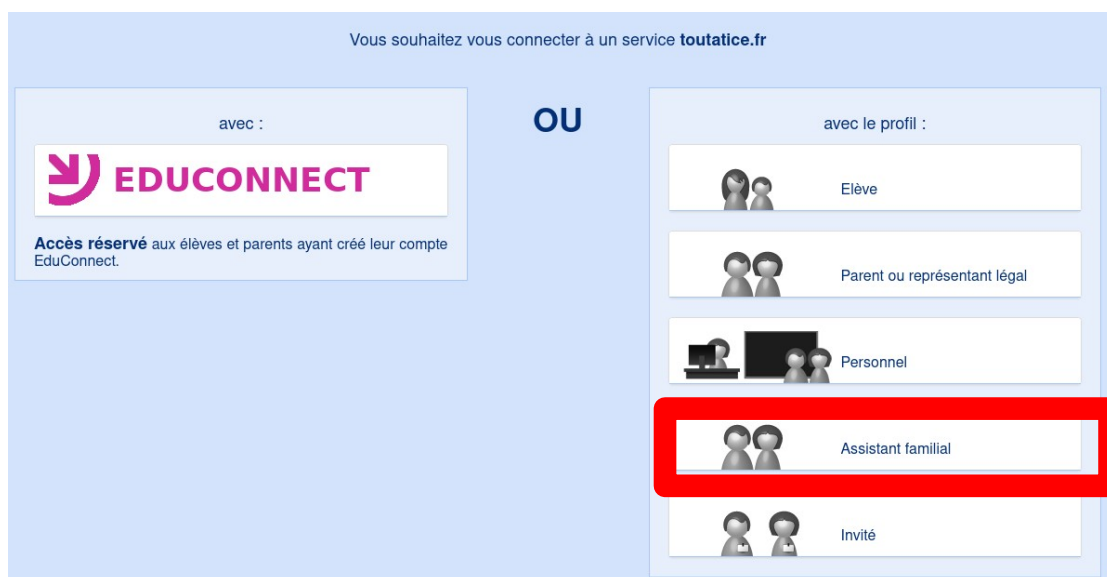 Vous souhaitez vous connecter à un service toutatice.fr
avec :
EDUCONNECT
Accès réservé aux élèves et parents ayant créé leur compte
EduConnect.
OU
avec le profil :
Elève
Parent ou représentant légal
Personnel
Assistant familial
Invité